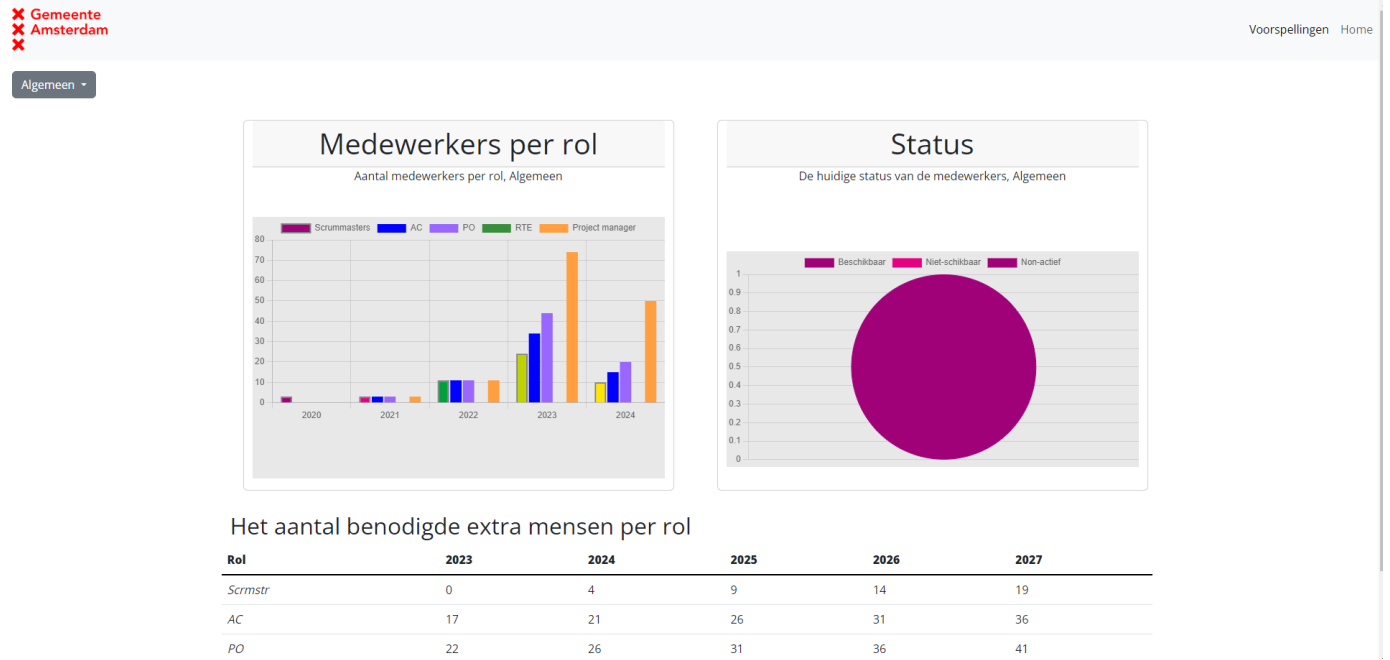 Gemeente
Amsterdam
Voorspellingen Home
Algemeen
Medewerkers per rol
Aantal medewerkers per rol, Algemeen
Scrummasters AC PO RTE Project manager
80
70
60
50
40
30
20
10
0
2020 2021 2022 2023 2024
Status
De huidige status van de medewerkers, Algemeen
Beschikbaar Niet-schikbaar Non-actief
1
0.9
0.8
0.7
0.6
0.5
0.4
0.3
0.2
0.1
0
Het aantal benodigde extra mensen per rol
Rol 2023 2024 2025 2026 2027
Scrmstr 0 4 9 14 19
AC 17 21 26 31 36
PO 22 26 31 36 41